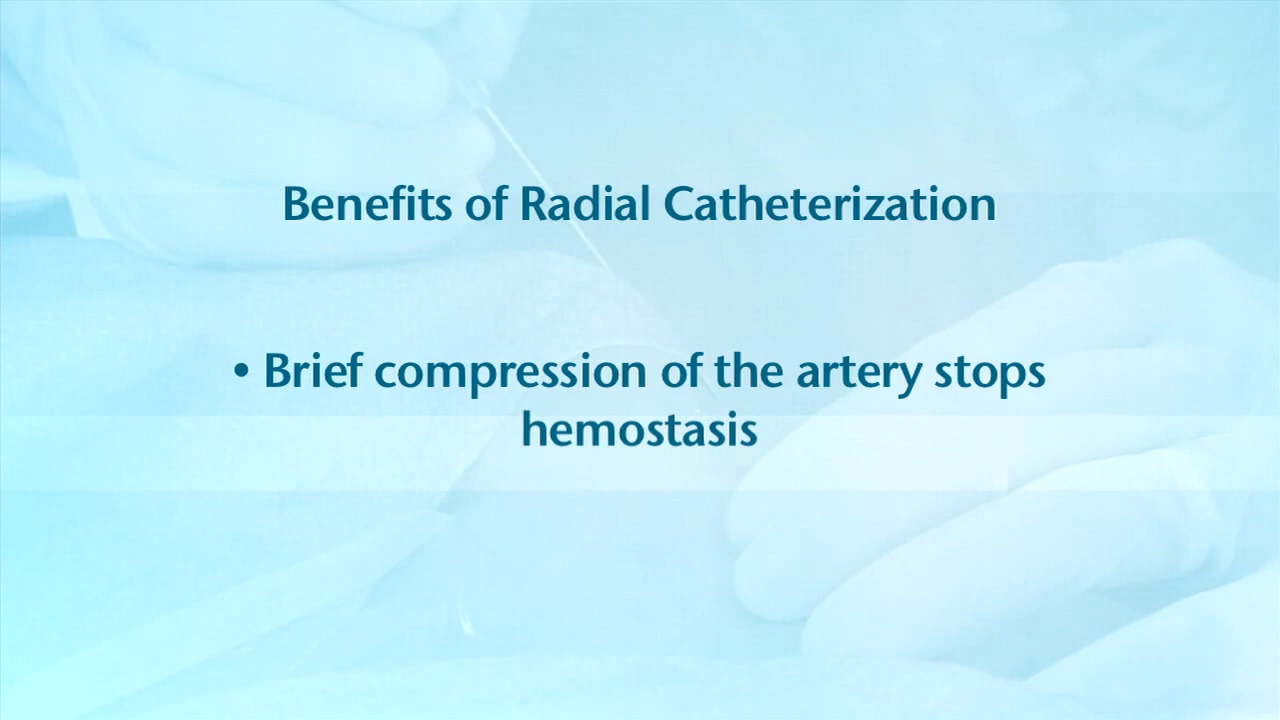 Benefits of Radial Catheterization
• Brief compression of the artery stops
hemostasis